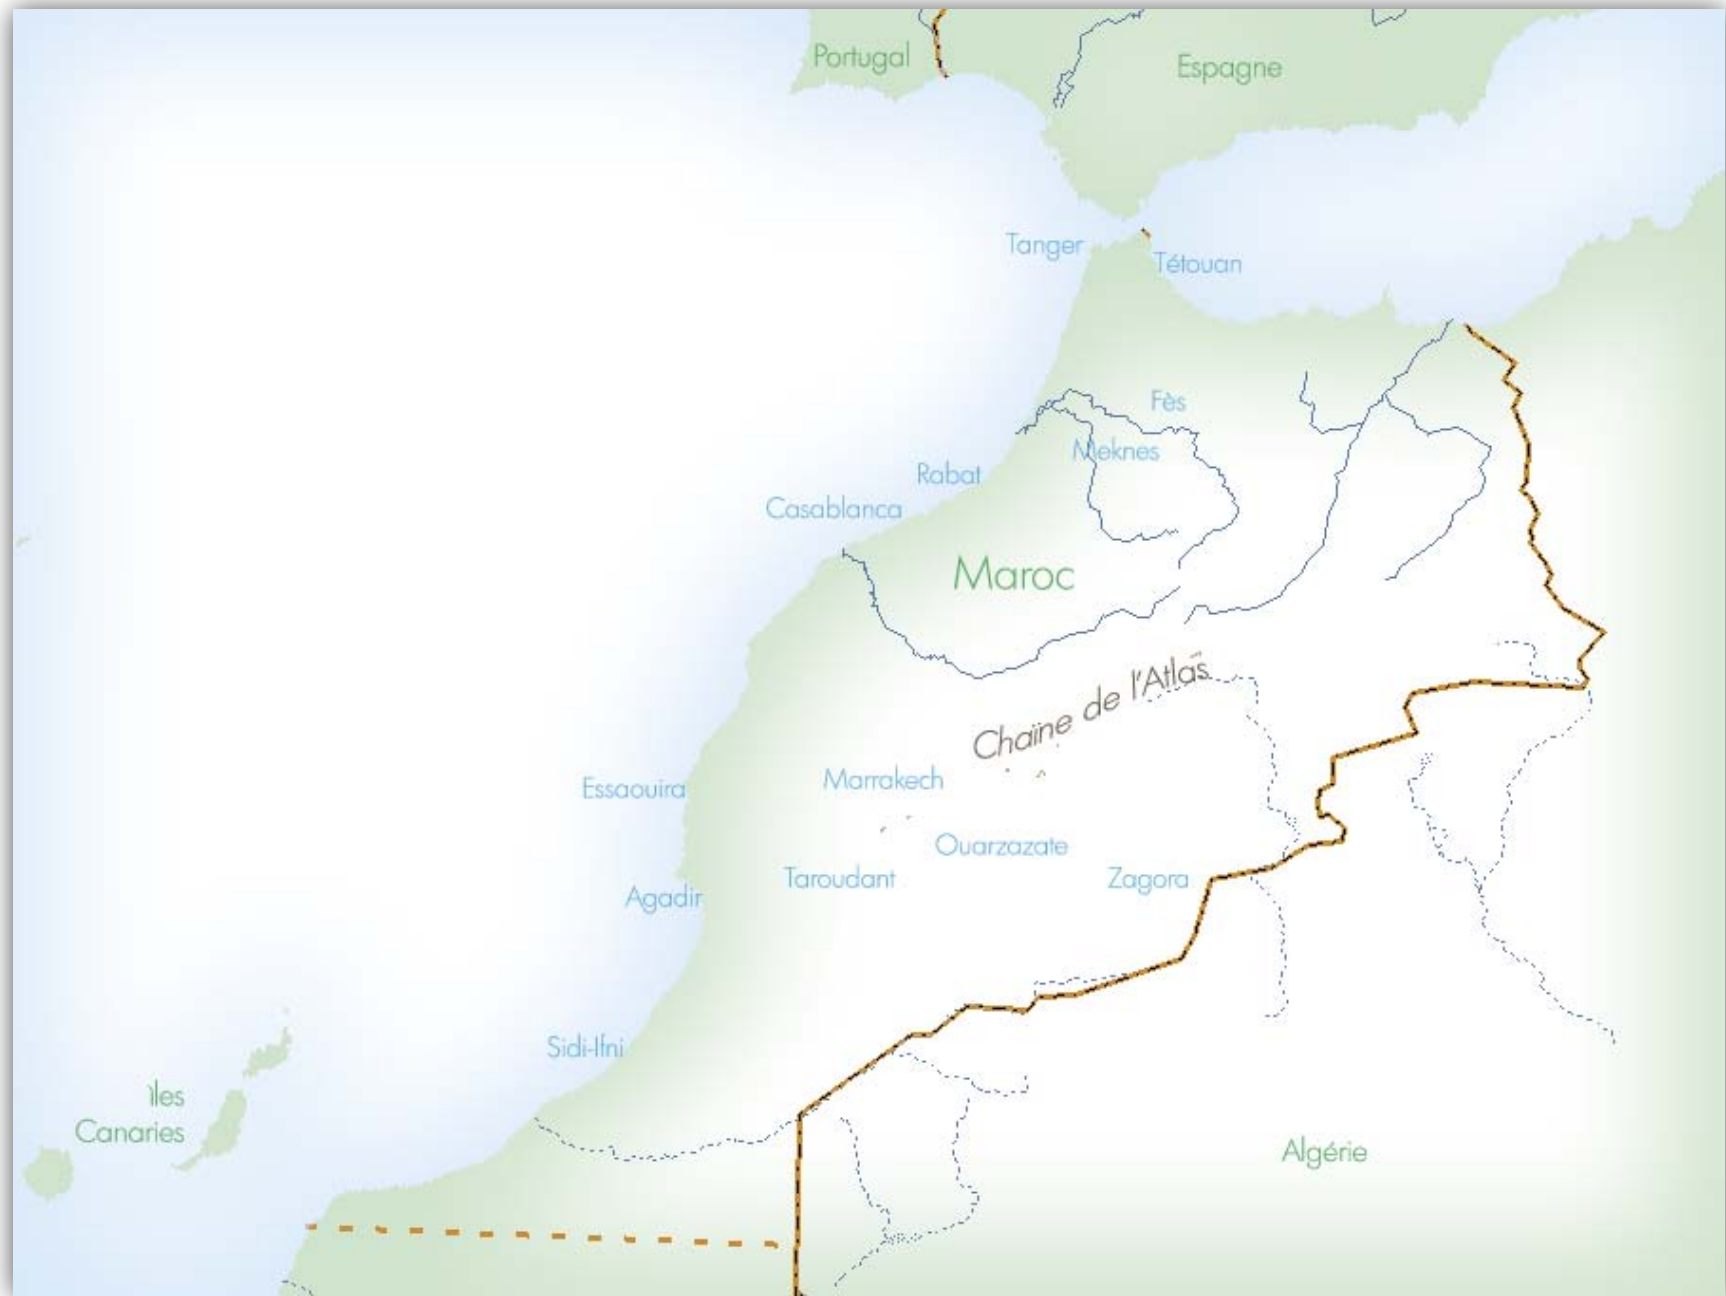 Portugal
Espagne
Tanger
Tétouan
Fès
Meknes
Rabat
Casablanca
Maroc
Chaîne de l'Atlas
Essaouira
Marrakech
Ouarzazate
Taroudant
Zagora
Agadir
Sidi-Ifni
îles
Canaries
Algérie